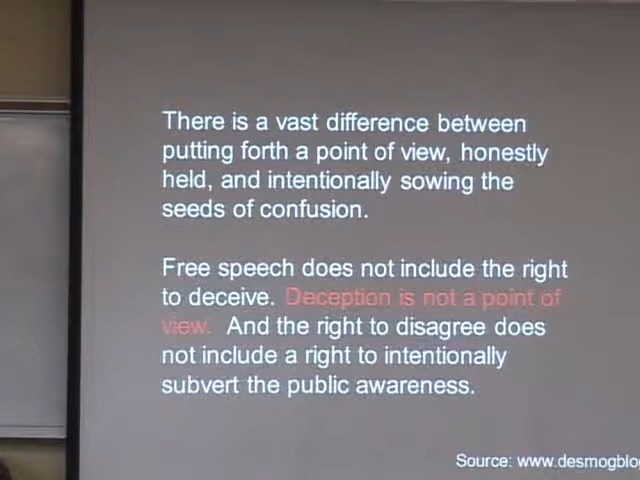 There is a vast difference between
putting forth a point of view, honestly
held, and intentionally sowing the
seeds of confusion.
Free speech does not include the right
to deceive. Deception is not a point of
view. And the right to disagree does
not include a right to intentionally
subvert the public awareness.
Source: www.desmogblog